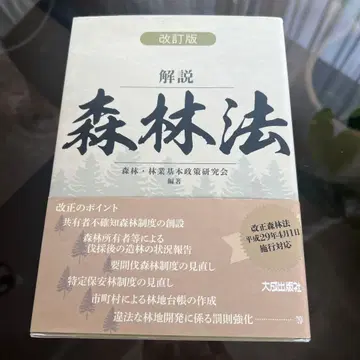 改訂版
解説
森林法
森林・林業基本政策研究会
編著
改正のポイント
共有者不確知森林制度の創設
森林所有者等による
伐採後の造林の状況報告
要間伐森林制度の見直し
特定保安林制度の見直し
市町村による林地台帳の作成
違法な林地開発に係る罰則強化………等
改正森林法
平成29年4月1日
施行対応
大成出版社